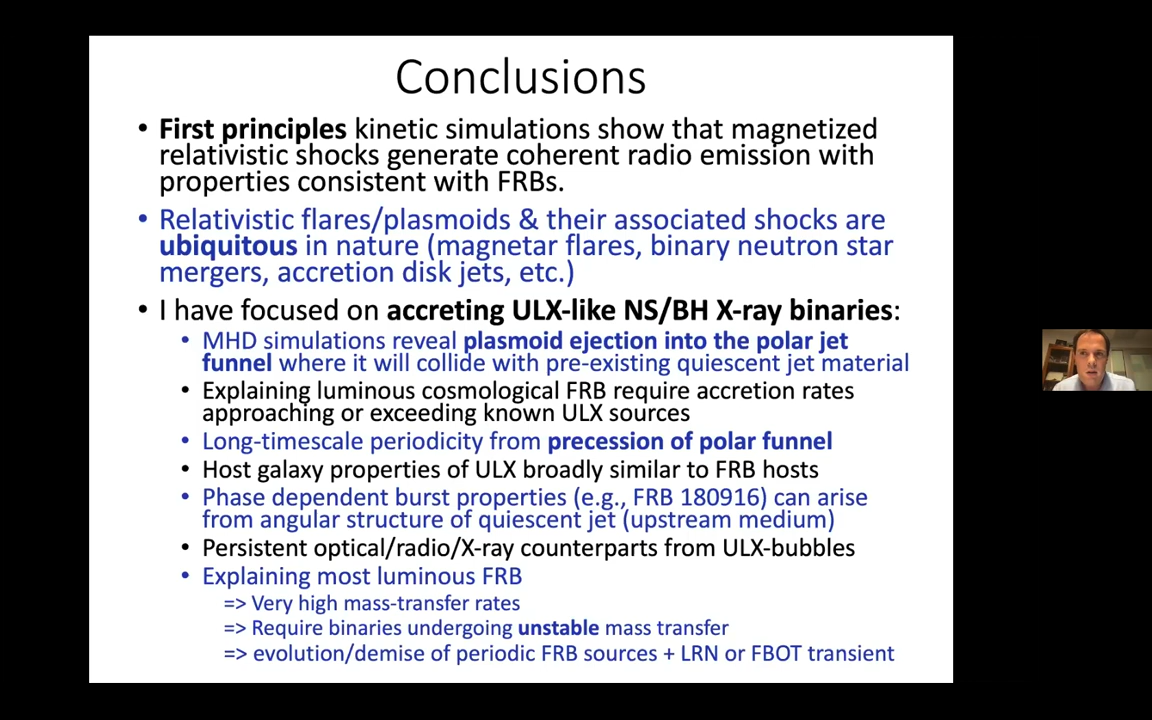 Conclusions
• First principles kinetic simulations show that magnetized
relativistic shocks generate coherent radio emission with
properties consistent with FRBs.
• Relativistic flares/plasmoids & their associated shocks are
ubiquitous in nature (magnetar flares, binary neutron star
mergers, accretion disk jets, etc.)
• I have focused on accreting ULX-like NS/BH X-ray binaries:
• MHD simulations reveal plasmoid ejection into the polar jet
funnel where it will collide with pre-existing quiescent jet material
• Explaining luminous cosmological FRB require accretion rates
approaching or exceeding known ULX sources
• Long-timescale periodicity from precession of polar funnel
• Host galaxy properties of ULX broadly similar to FRB hosts
• Phase dependent burst properties (e.g., FRB 180916) can arise
from angular structure of quiescent jet (upstream medium)
• Persistent optical/radio/X-ray counterparts from ULX-bubbles
• Explaining most luminous FRB
=> Very high mass-transfer rates
=> Require binaries undergoing unstable mass transfer
=> evolution/demise of periodic FRB sources + LRN or FBOT transient